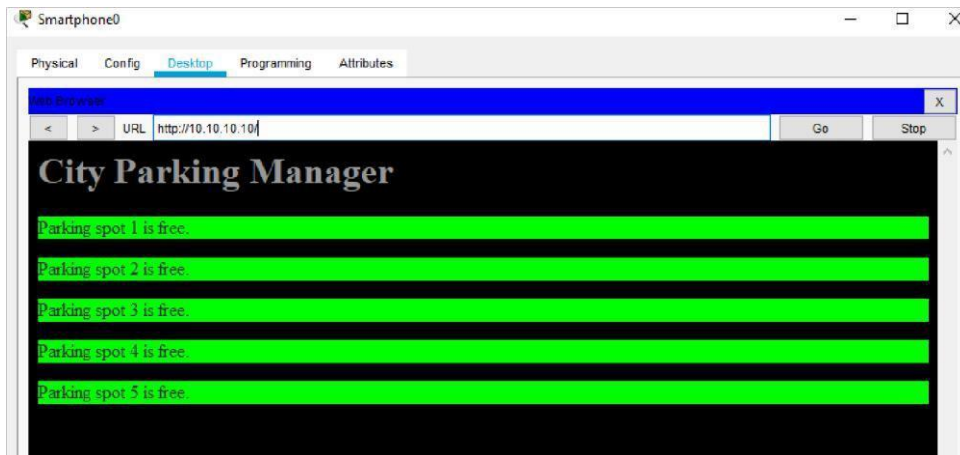 Smartphone0
Physical Config Desktop Programming Attributes
Web Browser X
< > URL http://10.10.10.10/ Go Stop
City Parking Manager
Parking spot 1 is free.
Parking spot 2 is free.
Parking spot 3 is free.
Parking spot 4 is free.
Parking spot 5 is free.